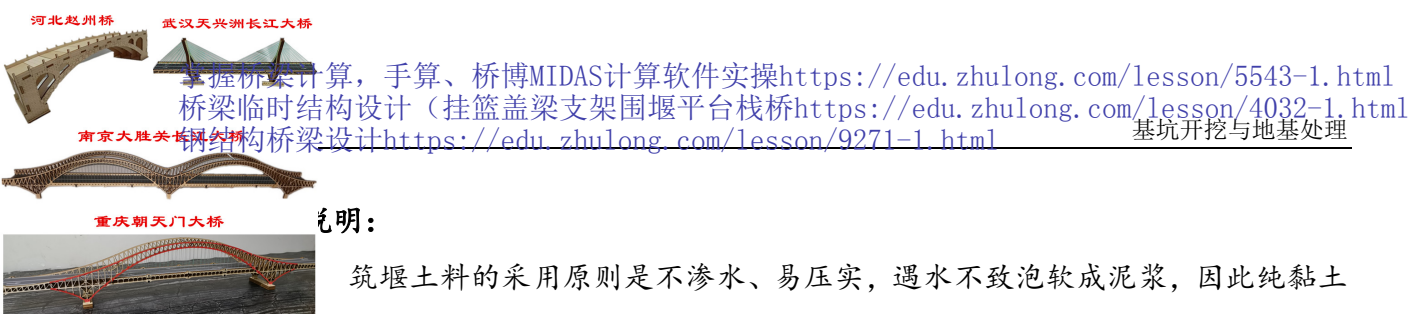 河北赵州桥
武汉天兴洲长江大桥
掌握桥梁计算，手算、桥博MIDAS计算软件实操https://edu.zhulong.com/lesson/5543-1.html
桥梁临时结构设计（挂篮盖梁支架围堰平台栈桥https://edu.zhulong.com/lesson/4032-1.html
南京大胜关长江大桥
钢结构桥梁设计https://edu.zhulong.com/lesson/9271-1.html
基坑开挖与地基处理
重庆朝天门大桥
说明：
筑堰土料的采用原则是不渗水、易压实，遇水不致泡软成泥浆，因此纯黏土